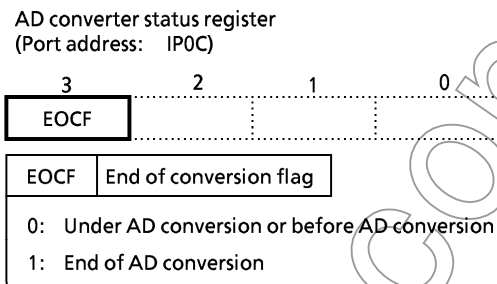 AD converter status register
(Port address: IP0C)
3 2 1 0
EOCF
EOCF End of conversion flag
0: Under AD conversion or before AD conversion
1: End of AD conversion